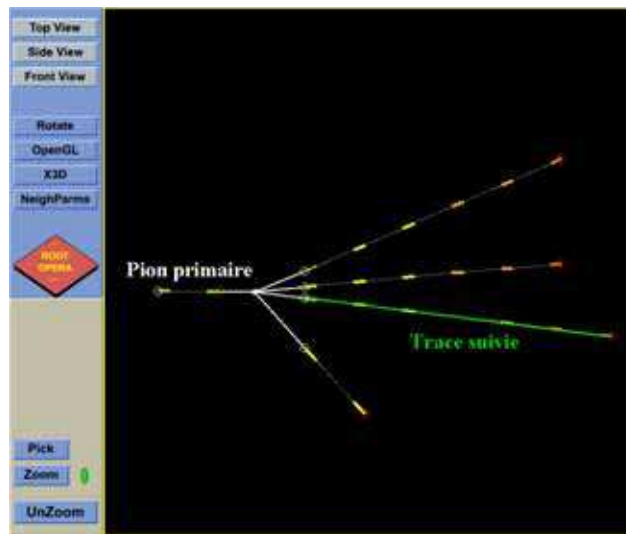 Top View
Side View
Front View
Rotate
OpenGL
X3D
NeighParms
ROOT
OPERA
Pion primaire
Trace suivie
Pick
Zoom
UnZoom